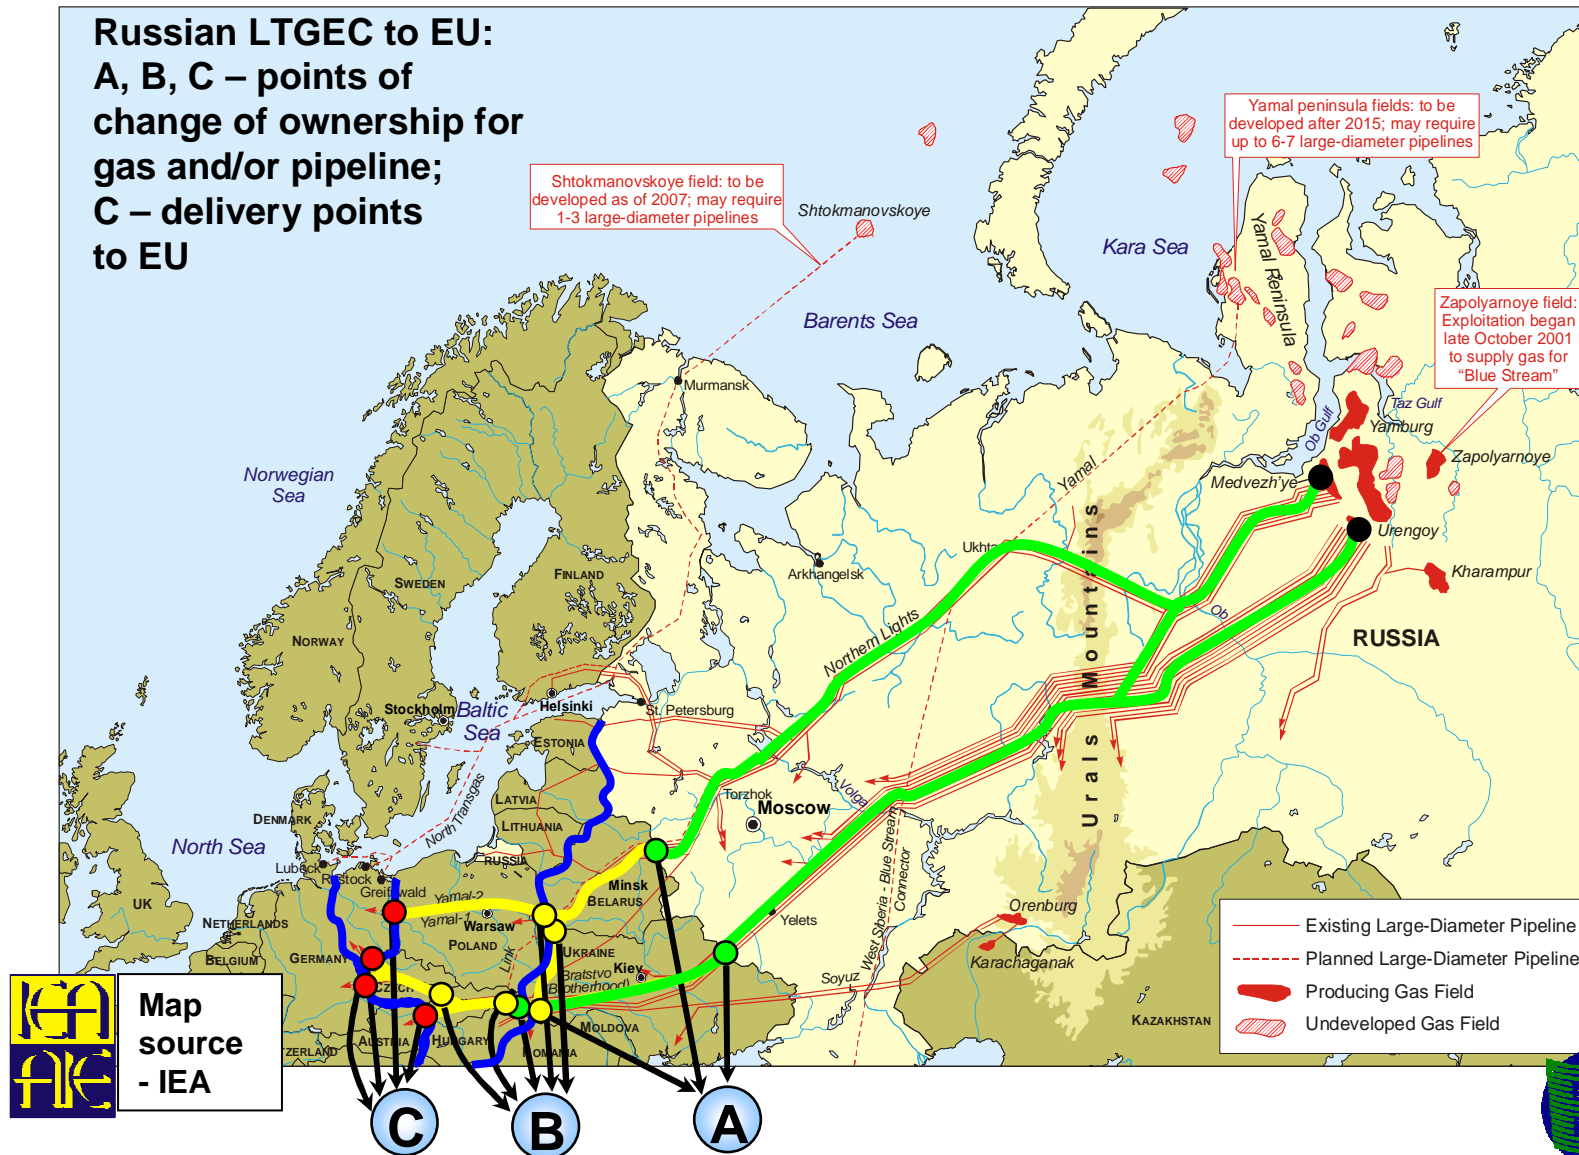 Russian LTGEC to EU:
A, B, C – points of
change of ownership for
gas and/or pipeline;
C – delivery points
to EU
Yamal peninsula fields: to be
developed after 2015; may require
up to 6-7 large-diameter pipelines
Shtokmanovskoye field: to be
developed as of 2007; may require
1-3 large-diameter pipelines
Shtokmanovskoye
Kara Sea
Yamal Peninsula
Zapolyarnoye field:
Exploitation began
late October 2001
to supply gas for
“Blue Stream”
Barents Sea
Murmansk
Ob Gulf
Taz Gulf
Yamburg
Zapolyarnoye
Norwegian
Sea
Yamal
Medvezh'ye
Urengoy
Ukhta
Arkhangelsk
Kharampur
SWEDEN
FINLAND
NORWAY
Northern Lights
Urals Mountains
Ob
RUSSIA
Stockholm
Baltic
Sea
Helsinki
St. Petersburg
ESTONIA
LATVIA
LITHUANIA
RUSSIA
Torzhok
Moscow
Volga
DENMARK
North Transgas
North Sea
Lubeck
Rostock
Greifswald
Minsk
BELARUS
UK
NETHERLANDS
BELGIUM
GERMANY
Yamal-2
Yamal-1
Warsaw
POLAND
Link
UKRAINE
Kiev
Bratstvo
(Brotherhood)
Yelets
West Siberia - Blue Stream
Connector
Soyuz
Orenburg
Karachaganak
KAZAKHSTAN
CZECH
AUSTRIA
HUNGARY
MOLDOVA
ROMANIA
TZERLAND
Existing Large-Diameter Pipeline
Planned Large-Diameter Pipeline
Producing Gas Field
Undeveloped Gas Field
IEA
AIE
Map
source
- IEA
C
B
A